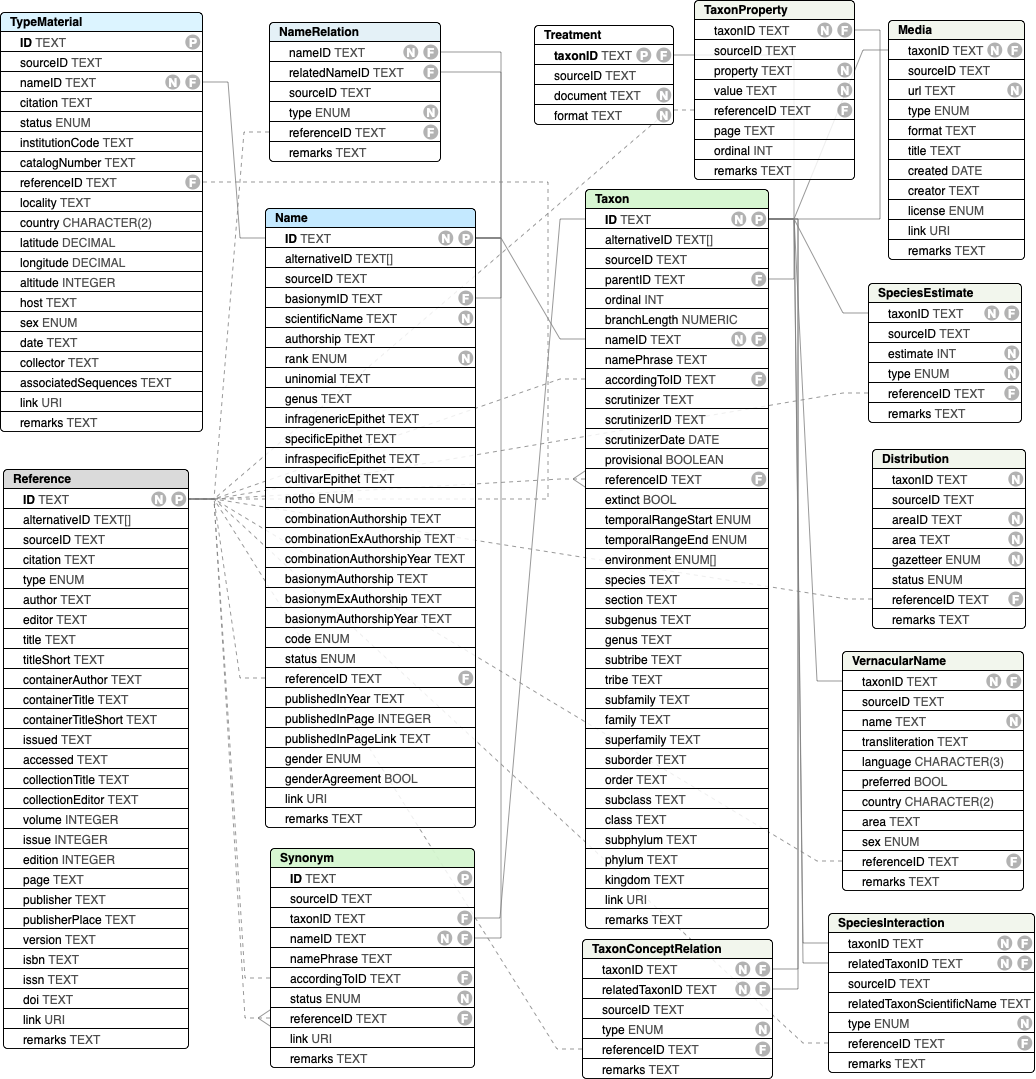 TypeMaterial
ID TEXT P
sourceID TEXT
nameID TEXT N F
citation TEXT
status ENUM
institutionCode TEXT
catalogNumber TEXT
referenceID TEXT F
locality TEXT
country CHARACTER(2)
latitude DECIMAL
longitude DECIMAL
altitude INTEGER
host TEXT
sex ENUM
date TEXT
collector TEXT
associatedSequences TEXT
link URI
remarks TEXT
NameRelation
nameID TEXT N F
relatedNameID TEXT F
sourceID TEXT
type ENUM N
referenceID TEXT F
remarks TEXT
Treatment
taxonID TEXT P F
sourceID TEXT
document TEXT N
format TEXT N
TaxonProperty
taxonID TEXT N F
sourceID TEXT
property TEXT N
value TEXT N
referenceID TEXT F
page TEXT
ordinal INT
remarks TEXT
Media
taxonID TEXT N F
sourceID TEXT
url TEXT N
type ENUM
format TEXT
title TEXT
created DATE
creator TEXT
license ENUM
link URI
remarks TEXT
Name
ID TEXT N P
alternativeID TEXT[]
sourceID TEXT
basionymID TEXT F
scientificName TEXT N
authorship TEXT
rank ENUM N
uninomial TEXT
genus TEXT
infragenericEpithet TEXT
specificEpithet TEXT
infraspecificEpithet TEXT
cultivarEpithet TEXT
notho ENUM
combinationAuthorship TEXT
combinationExAuthorship TEXT
combinationAuthorshipYear TEXT
basionymAuthorship TEXT
basionymExAuthorship TEXT
basionymAuthorshipYear TEXT
code ENUM
status ENUM
referenceID TEXT F
publishedInYear TEXT
publishedInPage INTEGER
publishedInPageLink TEXT
gender ENUM
genderAgreement BOOL
link URI
remarks TEXT
Taxon
ID TEXT N P
alternativeID TEXT[]
sourceID TEXT
parentID TEXT F
ordinal INT
branchLength NUMERIC
nameID TEXT N F
namePhrase TEXT
accordingToID TEXT F
scrutinizer TEXT
scrutinizerID TEXT
scrutinizerDate DATE
provisional BOOLEAN
referenceID TEXT F
extinct BOOL
temporalRangeStart ENUM
temporalRangeEnd ENUM
environment ENUM[]
species TEXT
section TEXT
subgenus TEXT
genus TEXT
subtribe TEXT
tribe TEXT
subfamily TEXT
family TEXT
superfamily TEXT
suborder TEXT
order TEXT
subclass TEXT
class TEXT
subphylum TEXT
phylum TEXT
kingdom TEXT
link URI
remarks TEXT
SpeciesEstimate
taxonID TEXT N F
sourceID TEXT
estimate INT N
type ENUM N
referenceID TEXT F
remarks TEXT
Distribution
taxonID TEXT N
sourceID TEXT
areaID TEXT N
area TEXT N
gazetteer ENUM N
status ENUM
referenceID TEXT F
remarks TEXT
Reference
ID TEXT N P
alternativeID TEXT[]
sourceID TEXT
citation TEXT
type ENUM
author TEXT
editor TEXT
title TEXT
titleShort TEXT
containerAuthor TEXT
containerTitle TEXT
containerTitleShort TEXT
issued TEXT
accessed TEXT
collectionTitle TEXT
collectionEditor TEXT
volume INTEGER
issue INTEGER
edition INTEGER
page TEXT
publisher TEXT
publisherPlace TEXT
version TEXT
isbn TEXT
issn TEXT
doi TEXT
link URI
remarks TEXT
VernacularName
taxonID TEXT N F
sourceID TEXT
name TEXT N
transliteration TEXT
language CHARACTER(3)
preferred BOOL
country CHARACTER(2)
area TEXT
sex ENUM
referenceID TEXT F
remarks TEXT
Synonym
ID TEXT P
sourceID TEXT
taxonID TEXT F
nameID TEXT N F
namePhrase TEXT
accordingToID TEXT F
status ENUM N
referenceID TEXT F
link URI
remarks TEXT
TaxonConceptRelation
taxonID TEXT N F
relatedTaxonID TEXT N F
sourceID TEXT
type ENUM N
referenceID TEXT F
remarks TEXT
SpeciesInteraction
taxonID TEXT N F
relatedTaxonID TEXT N F
sourceID TEXT
relatedTaxonScientificName TEXT
type ENUM N
referenceID TEXT F
remarks TEXT